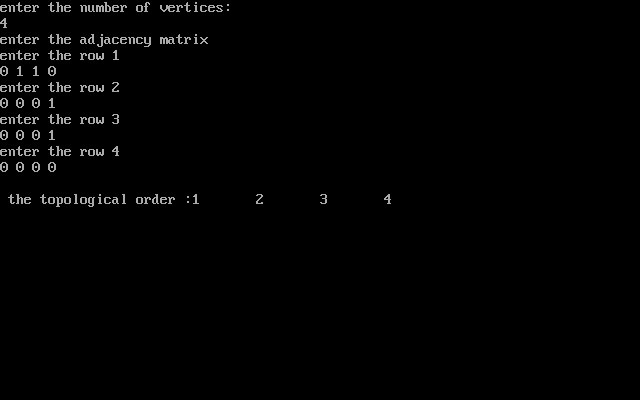 enter the number of vertices:
4
enter the adjacency matrix
enter the row 1
0 1 1 0
enter the row 2
0 0 0 1
enter the row 3
0 0 0 1
enter the row 4
0 0 0 0
the topological order :1 2 3 4